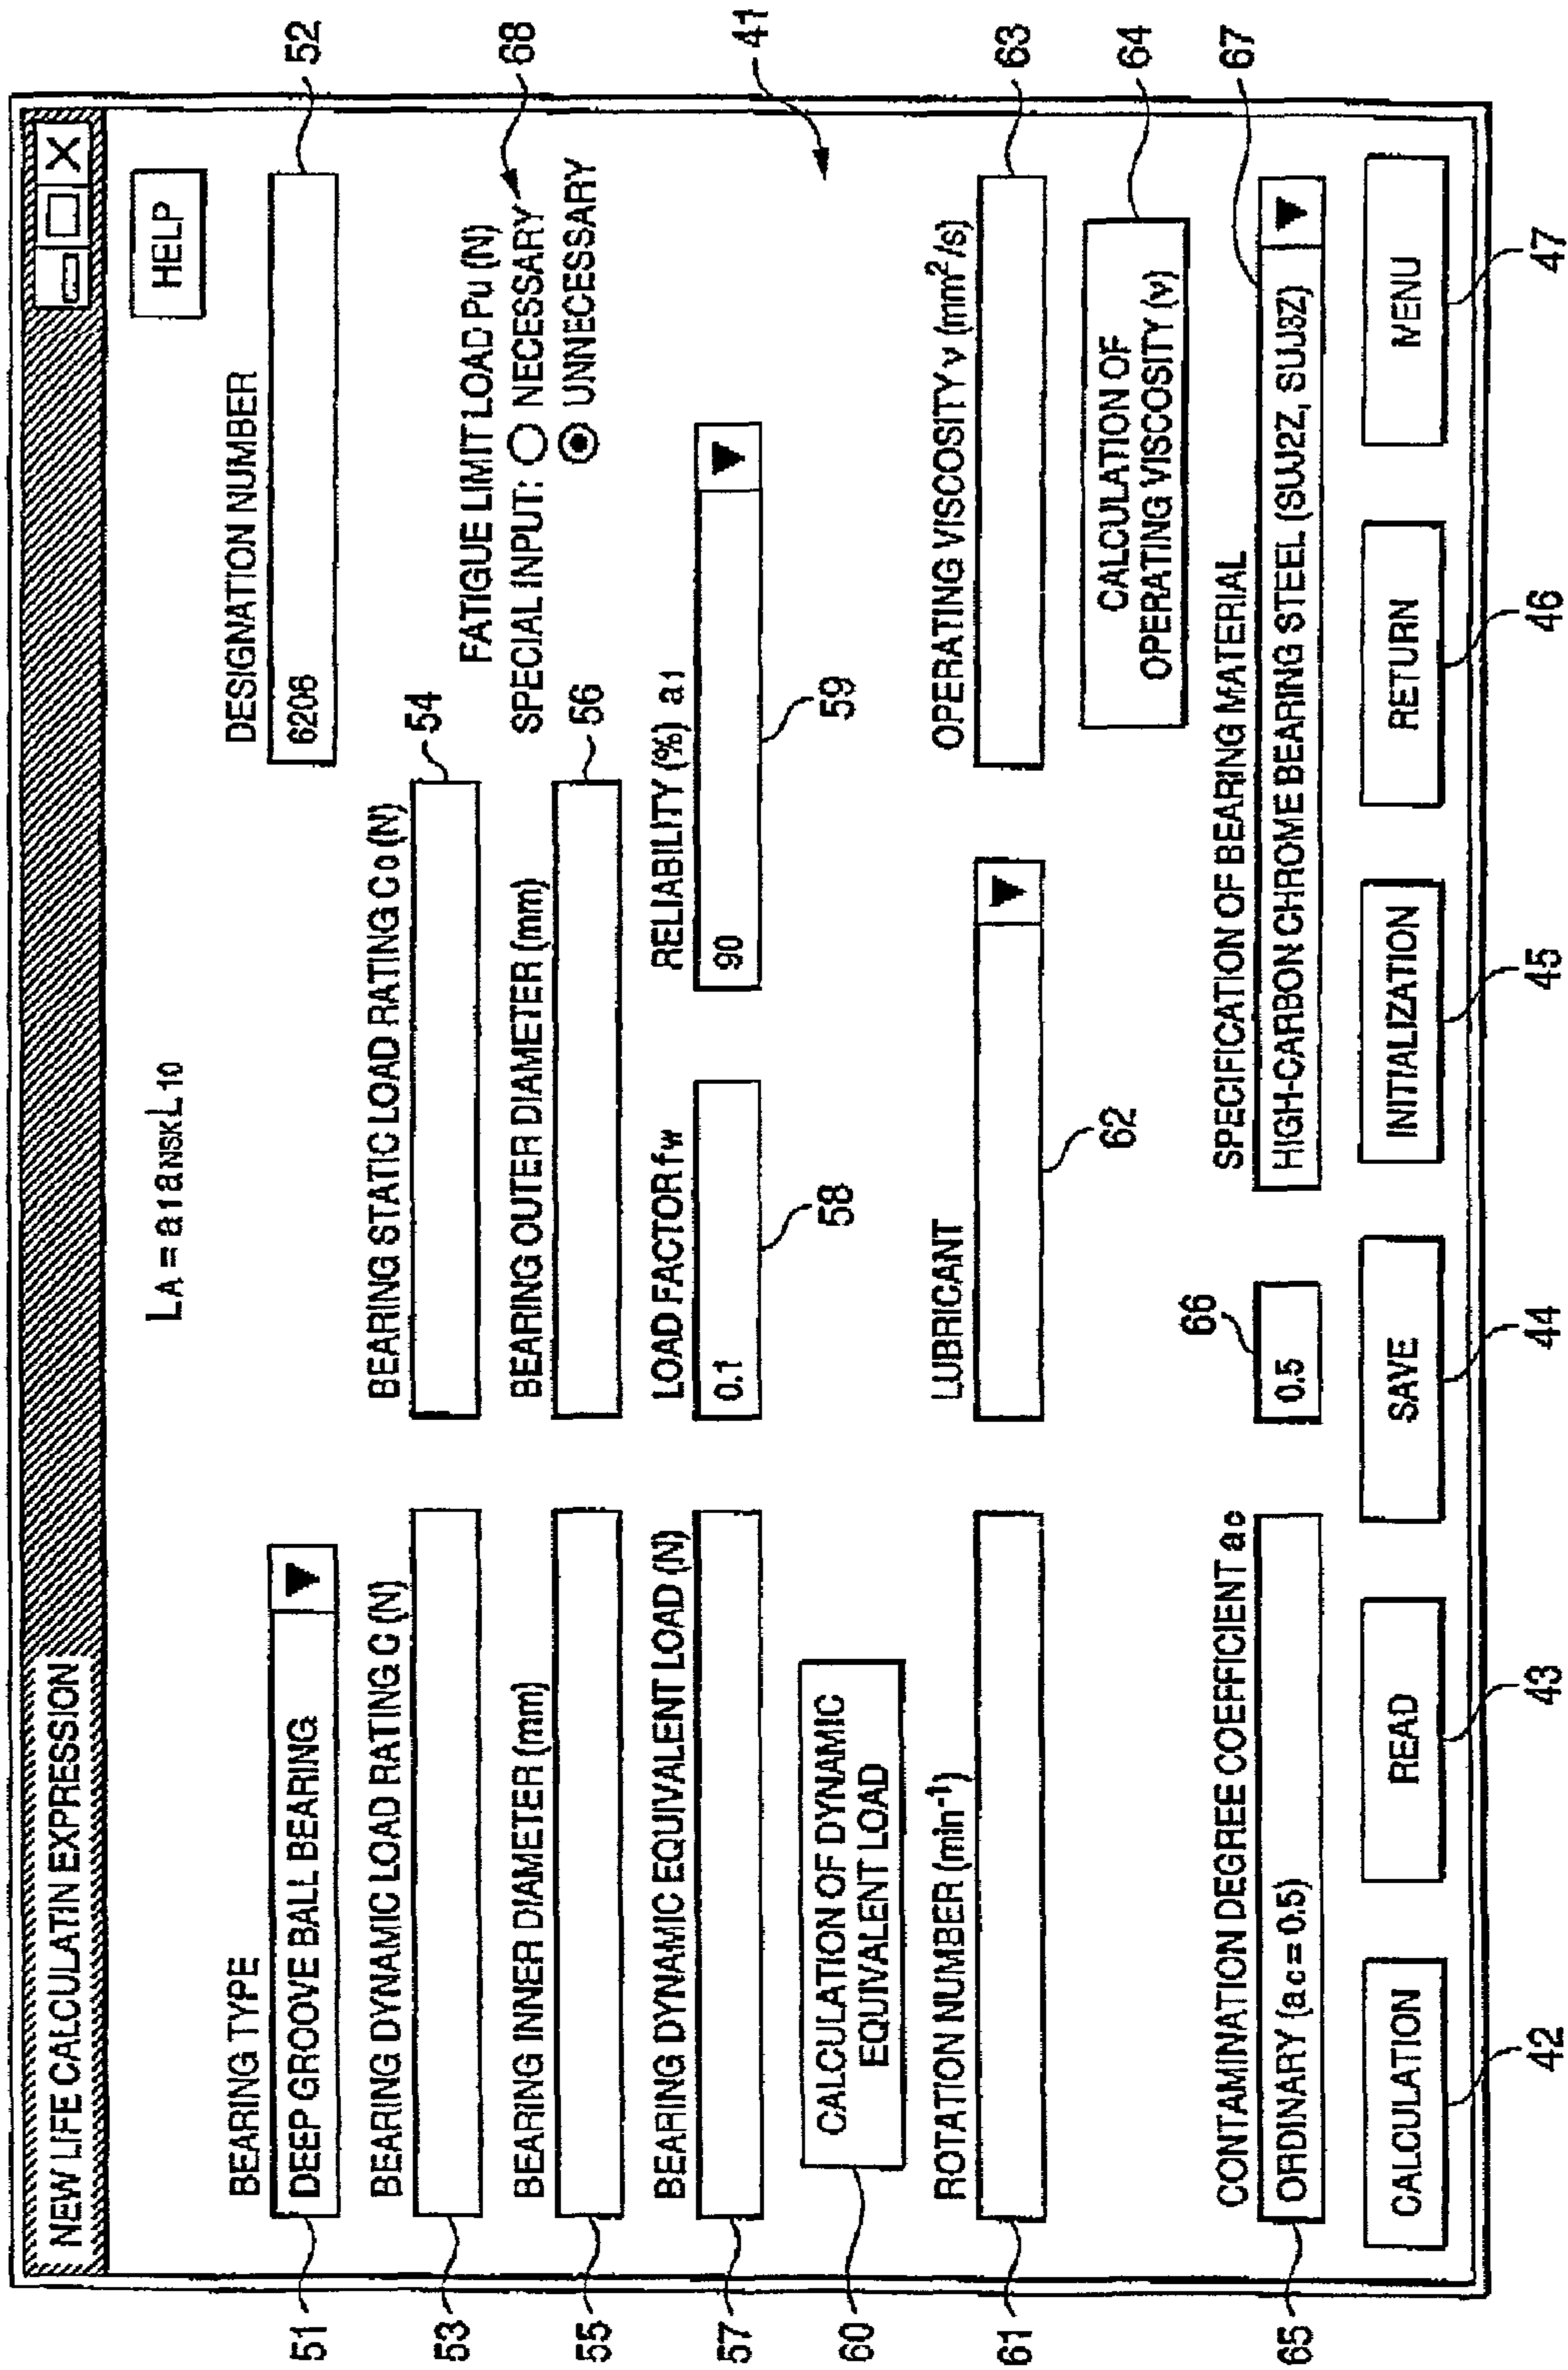 NEW LIFE CALCULATIN EXPRESSION
LA = a1aNSKL10
HELP
BEARING TYPE
DESIGNATION NUMBER
51
DEEP GROOVE BALL BEARING
6206
52
BEARING DYNAMIC LOAD RATING C (N)
BEARING STATIC LOAD RATING C0 (N)
53
54
FATIGUE LIMIT LOAD Pu (N)
SPECIAL INPUT: NECESSARY
68
UNNECESSARY
BEARING INNER DIAMETER (mm)
BEARING OUTER DIAMETER (mm)
55
56
BEARING DYNAMIC EQUIVALENT LOAD (N)
LOAD FACTOR fw
RELIABILITY (%) a1
57
0.1
90
58
59
41
60
CALCULATION OF DYNAMIC
EQUIVALENT LOAD
ROTATION NUMBER (min-1)
LUBRICANT
OPERATING VISCOSITY ν (mm2/s)
61
62
63
CALCULATION OF
OPERATING VISCOSITY (ν)
64
CONTAMINATION DEGREE COEFFICIENT ac
66
SPECIFICATION OF BEARING MATERIAL
67
65
ORDINARY (ac = 0.5)
0.5
HIGH-CARBON CHROME BEARING STEEL (SUJ2Z, SUJ3Z)
CALCULATION
READ
SAVE
INITIALIZATION
RETURN
MENU
42
43
44
45
46
47